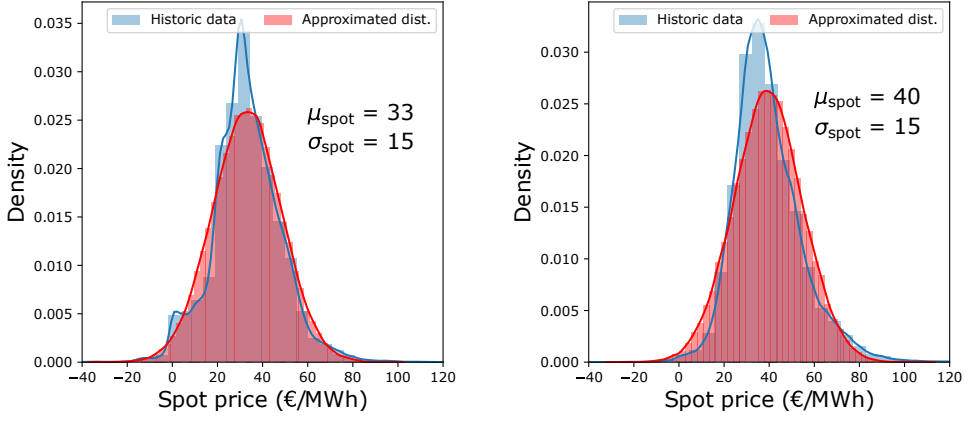 Historic data
Approximated dist.
μspot = 33
σspot = 15
Density
0.035
0.030
0.025
0.020
0.015
0.010
0.005
0.000
−40 −20 0 20 40 60 80 100 120
Spot price (€/MWh)
Historic data
Approximated dist.
μspot = 40
σspot = 15
Density
0.030
0.025
0.020
0.015
0.010
0.005
0.000
−40 −20 0 20 40 60 80 100 120
Spot price (€/MWh)